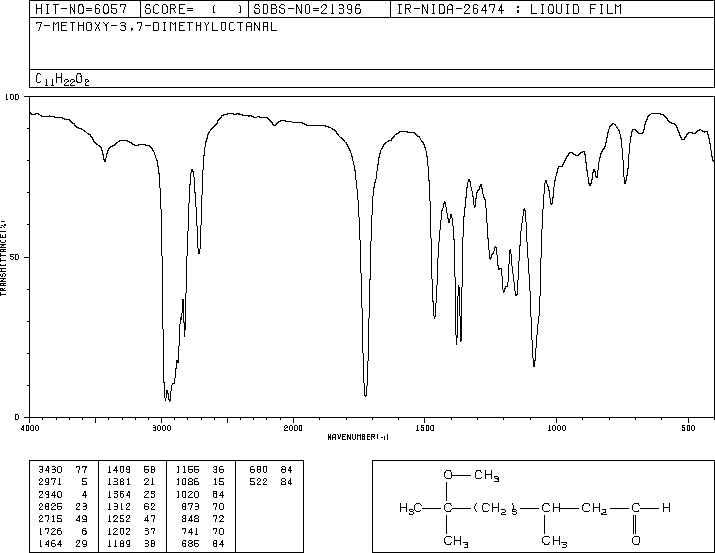 HIT-NO=6057 SCORE= ( ) SDBS-NO=21396 IR-NIDA-26474 : LIQUID FILM
7-METHOXY-3,7-DIMETHYLOCTANAL
C11H22O2
100
TRANSMITTANCE(%)
50
0
4000 3000 2000 1500 1000 500
WAVENUMBER(-1)
3430 77 1409 58 1156 36 680 84
2971 5 1381 21 1086 15 522 84
2940 4 1364 23 1020 64
2825 23 1312 62 873 70
2715 49 1252 47 848 72
1726 6 1202 37 741 70
1464 29 1189 38 685 84
O CH3
H3C C (CH2)3 CH CH2 C H
CH3 CH3 O